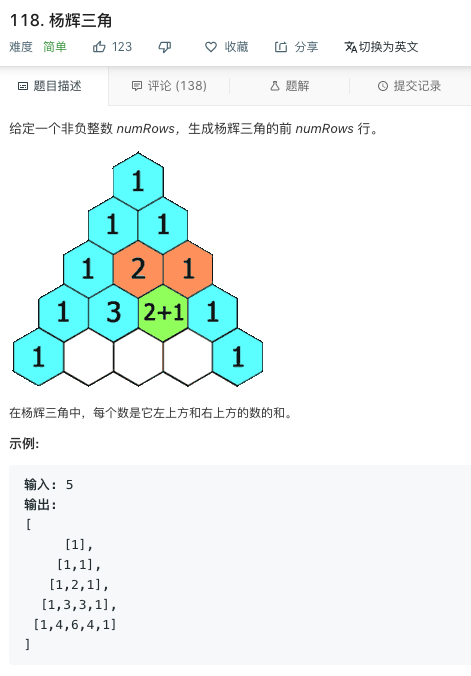 118. 杨辉三角
难度 简单 123 收藏 分享 切换为英文
题目描述 评论 (138) 题解 提交记录
给定一个非负整数 numRows，生成杨辉三角的前 numRows 行。
1
1 1
1 2 1
1 3 2+1 1
1 1
在杨辉三角中，每个数是它左上方和右上方的数的和。
示例:
输入: 5
输出:
[
[1],
[1,1],
[1,2,1],
[1,3,3,1],
[1,4,6,4,1]
]